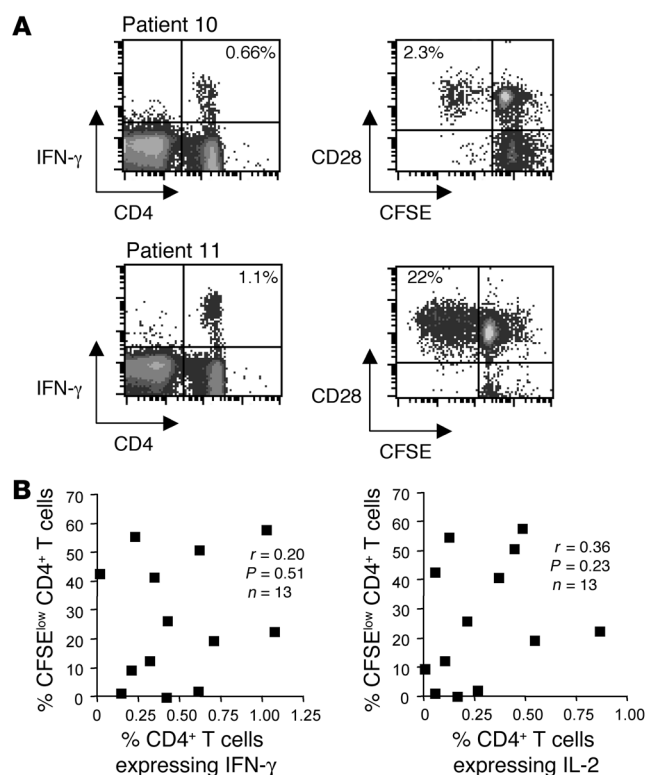 A
Patient 10
0.66%
IFN-γ
CD4
2.3%
CD28
CFSE
Patient 11
1.1%
IFN-γ
CD4
22%
CD28
CFSE
B
% CFSElow CD4+ T cells
70
60
50
40
30
20
10
0
r = 0.20
P = 0.51
n = 13
0 0.25 0.50 0.75 1.00 1.25
% CD4+ T cells
expressing IFN-γ
% CFSElow CD4+ T cells
70
60
50
40
30
20
10
0
r = 0.36
P = 0.23
n = 13
0 0.25 0.50 0.75 1.00
% CD4+ T cells
expressing IL-2